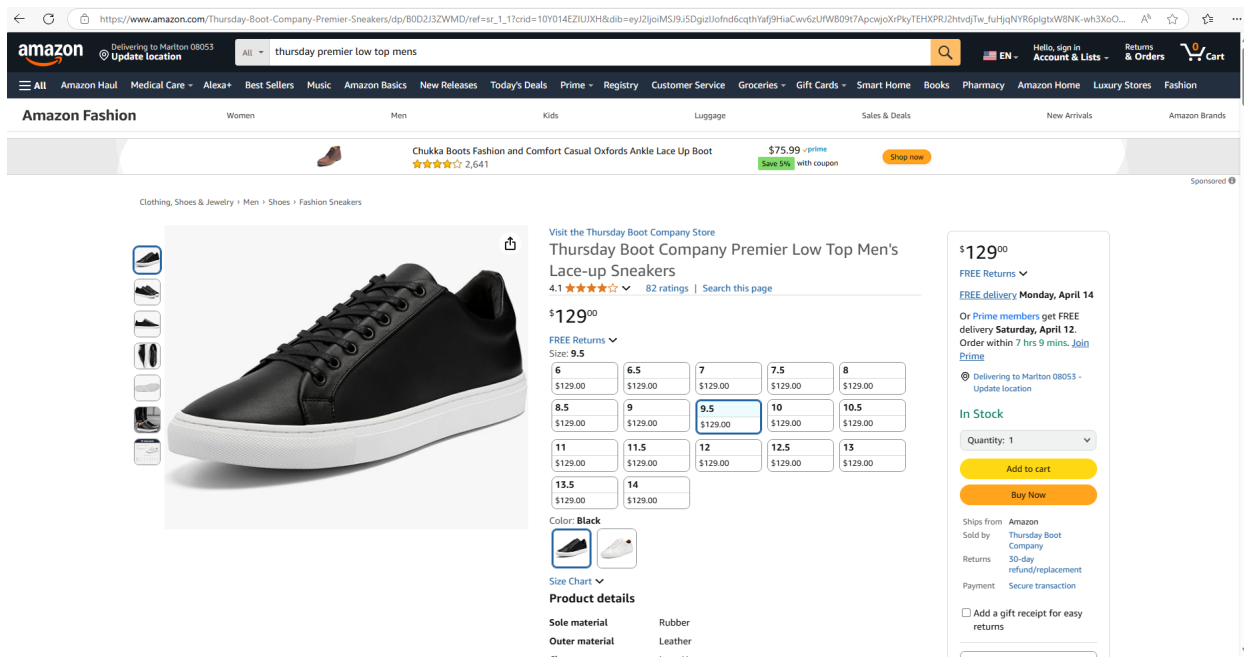 https://www.amazon.com/Thursday-Boot-Company-Premier-Sneakers/dp/B0D2J3ZWMD/ref=sr_1_1?crid=10Y014EZIUJXH&dib=eyJ2IjoiMSJ9.i5DgizlJofnd6cqthYafj9HiaCwv6zUfWB09t7ApcwjoXrPkyTEHXPRJ2htvdjTw_fuHjqNYR6plgtxW8NK-wh3XoO...
amazon
Delivering to Marlton 08053
Update location
All
thursday premier low top mens
EN
Hello, sign in
Account & Lists
Returns
& Orders
0
Cart
All Amazon Haul Medical Care Alexa+ Best Sellers Music Amazon Basics New Releases Today's Deals Prime Registry Customer Service Groceries Gift Cards Smart Home Books Pharmacy Amazon Home Luxury Stores Fashion
Amazon Fashion Women Men Kids Luggage Sales & Deals New Arrivals Amazon Brands
Chukka Boots Fashion and Comfort Casual Oxfords Ankle Lace Up Boot
2,641
$75.99 prime
Save 5% with coupon
Shop now
Sponsored
Clothing, Shoes & Jewelry › Men › Shoes › Fashion Sneakers
Visit the Thursday Boot Company Store
Thursday Boot Company Premier Low Top Men's
Lace-up Sneakers
4.1 82 ratings | Search this page
$12900
FREE Returns
Size: 9.5
6 6.5 7 7.5 8
$129.00 $129.00 $129.00 $129.00 $129.00
8.5 9 9.5 10 10.5
$129.00 $129.00 $129.00 $129.00 $129.00
11 11.5 12 12.5 13
$129.00 $129.00 $129.00 $129.00 $129.00
13.5 14
$129.00 $129.00
Color: Black
Size Chart
Product details
Sole material Rubber
Outer material Leather
$12900
FREE Returns
FREE delivery Monday, April 14
Or Prime members get FREE
delivery Saturday, April 12.
Order within 7 hrs 9 mins. Join
Prime
Delivering to Marlton 08053 -
Update location
In Stock
Quantity: 1
Add to cart
Buy Now
Ships from Amazon
Sold by Thursday Boot
Company
Returns 30-day
refund/replacement
Payment Secure transaction
Add a gift receipt for easy
returns